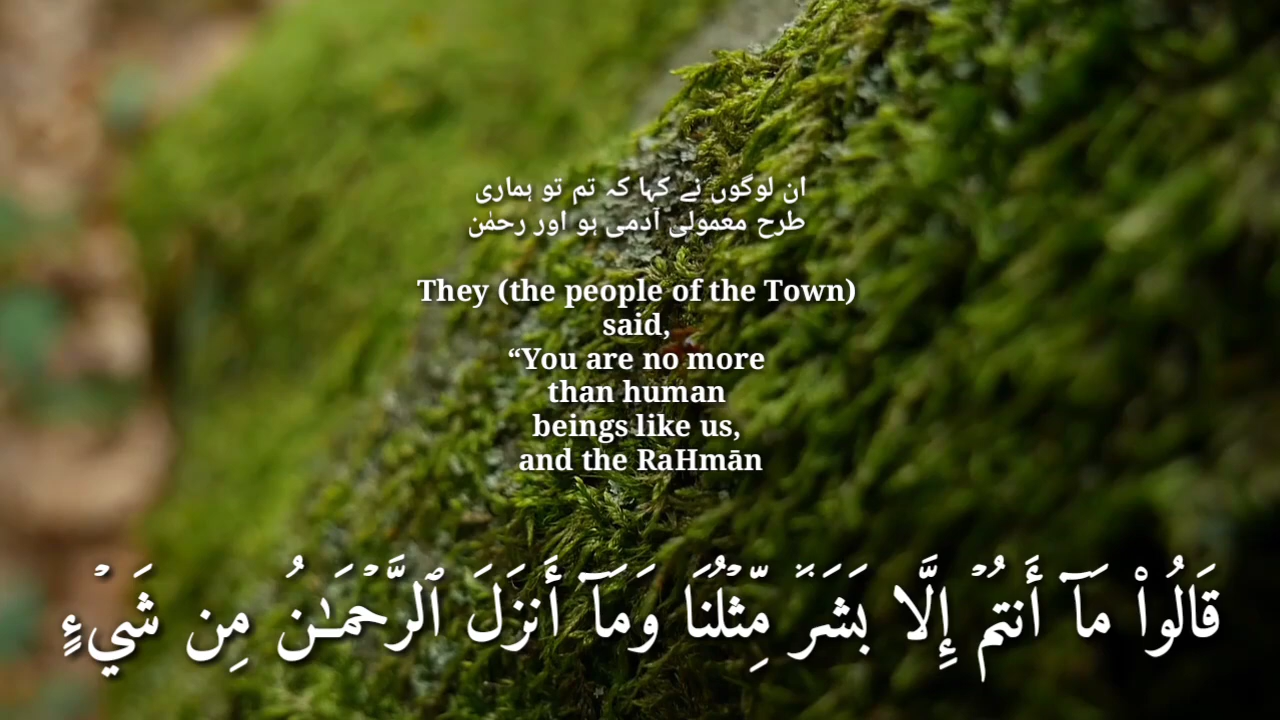 ان لوگوں نے کہا کہ تم تو ہماری
طرح معمولی آدمی ہو اور رحمٰن
They (the people of the Town)
said,
“You are no more
than human
beings like us,
and the RaHmān
قَالُوا۟ مَآ أَنتُمْ إِلَّا بَشَرٌ مِّثْلُنَا وَمَآ أَنزَلَ ٱلرَّحْمَـٰنُ مِن شَىْءٍ